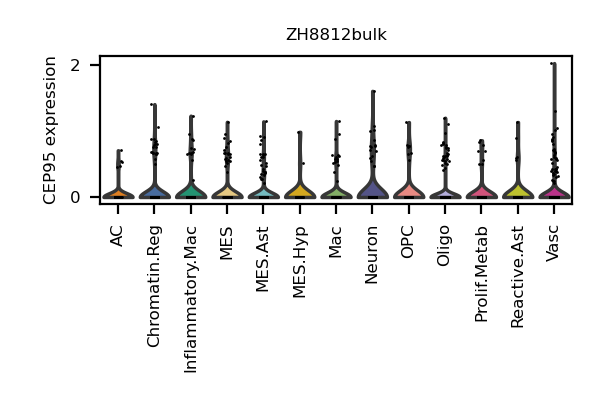 ZH8812bulk
CEP95 expression
2
0
AC
Chromatin.Reg
Inflammatory.Mac
MES
MES.Ast
MES.Hyp
Mac
Neuron
OPC
Oligo
Prolif.Metab
Reactive.Ast
Vasc